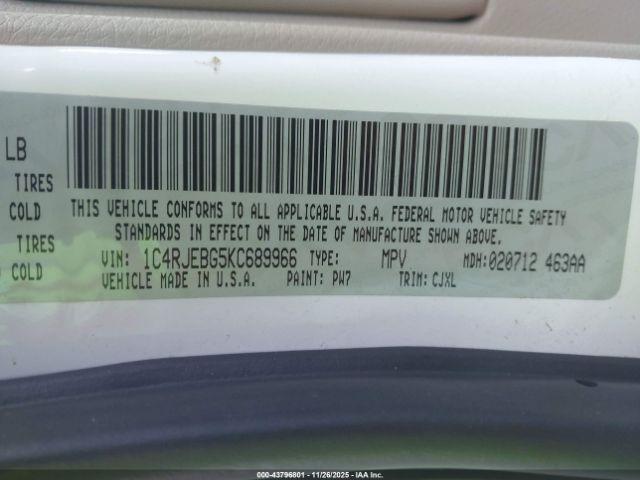 LB
TIRES
COLD
TIRES
COLD
THIS VEHICLE CONFORMS TO ALL APPLICABLE U.S.A. FEDERAL MOTOR VEHICLE SAFETY
STANDARDS IN EFFECT ON THE DATE OF MANUFACTURE SHOWN ABOVE.
VIN: 1C4RJEBG5KC689966 TYPE: MPV MDH:020712 463AA
VEHICLE MADE IN U.S.A. PAINT: PW7 TRIM: CJXL
000-43796801 - 11/26/2025 - IAA Inc.